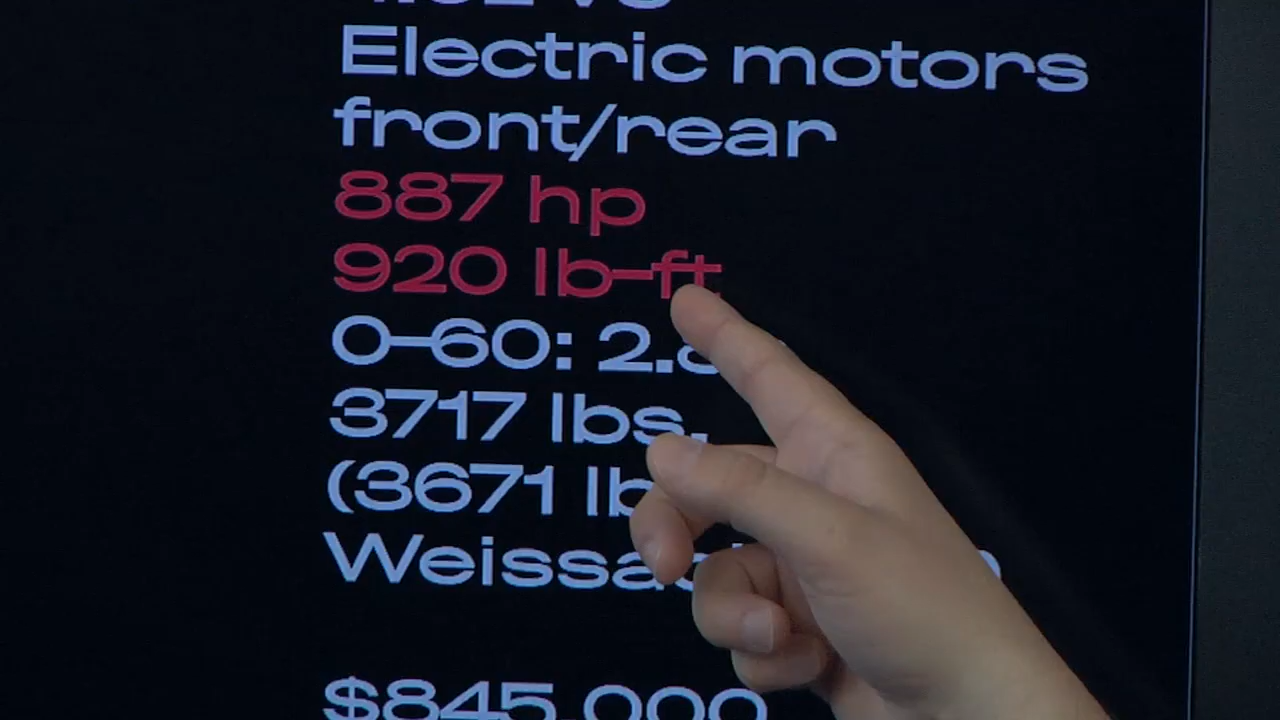 Electric motors
front/rear
887 hp
920 lb-ft
0-60: 2.
3717 lbs.
(3671 lb
Weissa
$845,000